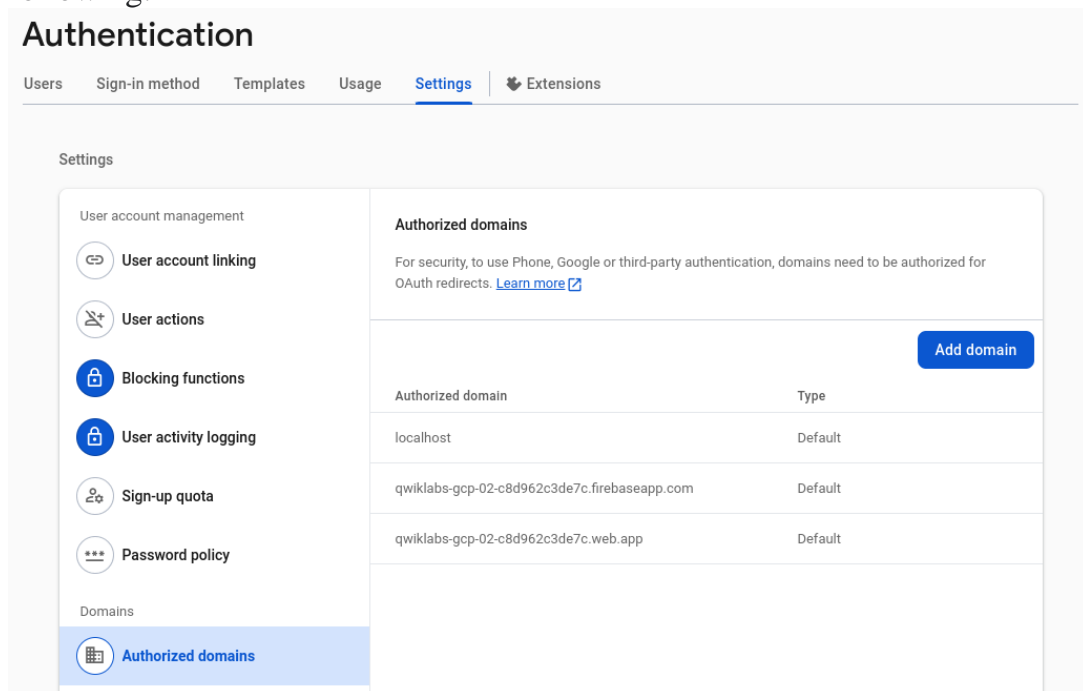 Authentication
Users Sign-in method Templates Usage Settings Extensions
Settings
User account management
User account linking
User actions
Blocking functions
User activity logging
Sign-up quota
Password policy
Domains
Authorized domains
Authorized domains
For security, to use Phone, Google or third-party authentication, domains need to be authorized for
OAuth redirects. Learn more
Add domain
Authorized domain Type
localhost Default
qwiklabs-gcp-02-c8d962c3de7c.firebaseapp.com Default
qwiklabs-gcp-02-c8d962c3de7c.web.app Default